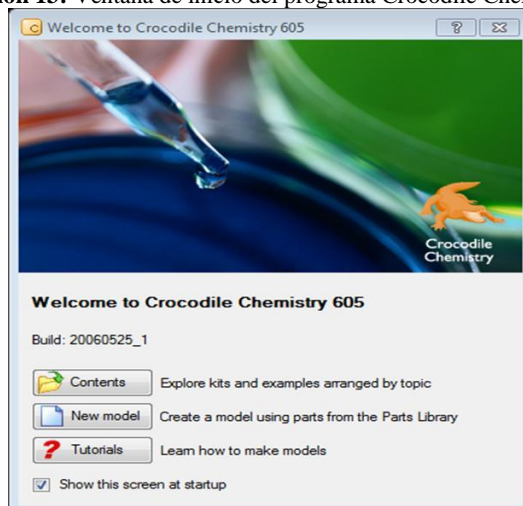 13: Ventana de inicio del programa Crocodile
Welcome to Crocodile Chemistry 605
Crocodile
Chemistry
Welcome to Crocodile Chemistry 605
Build: 20060525_1
Contents Explore kits and examples arranged by topic
New model Create a model using parts from the Parts Library
Tutorials Learn how to make models
Show this screen at startup